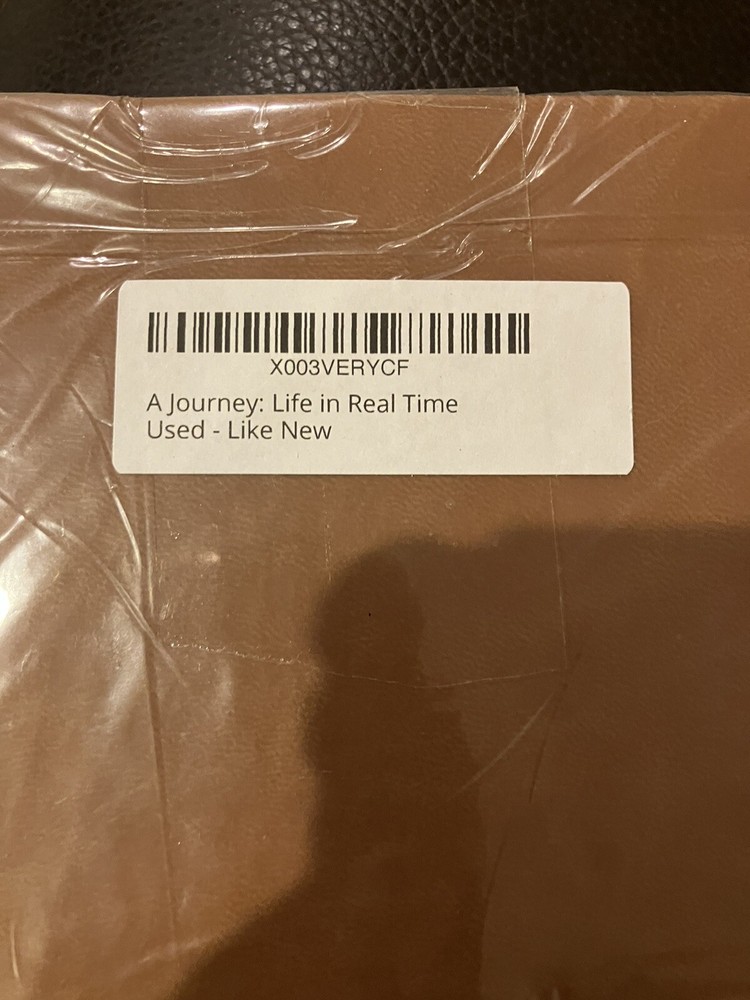 X003VERYCF
A Journey: Life in Real Time
Used - Like New